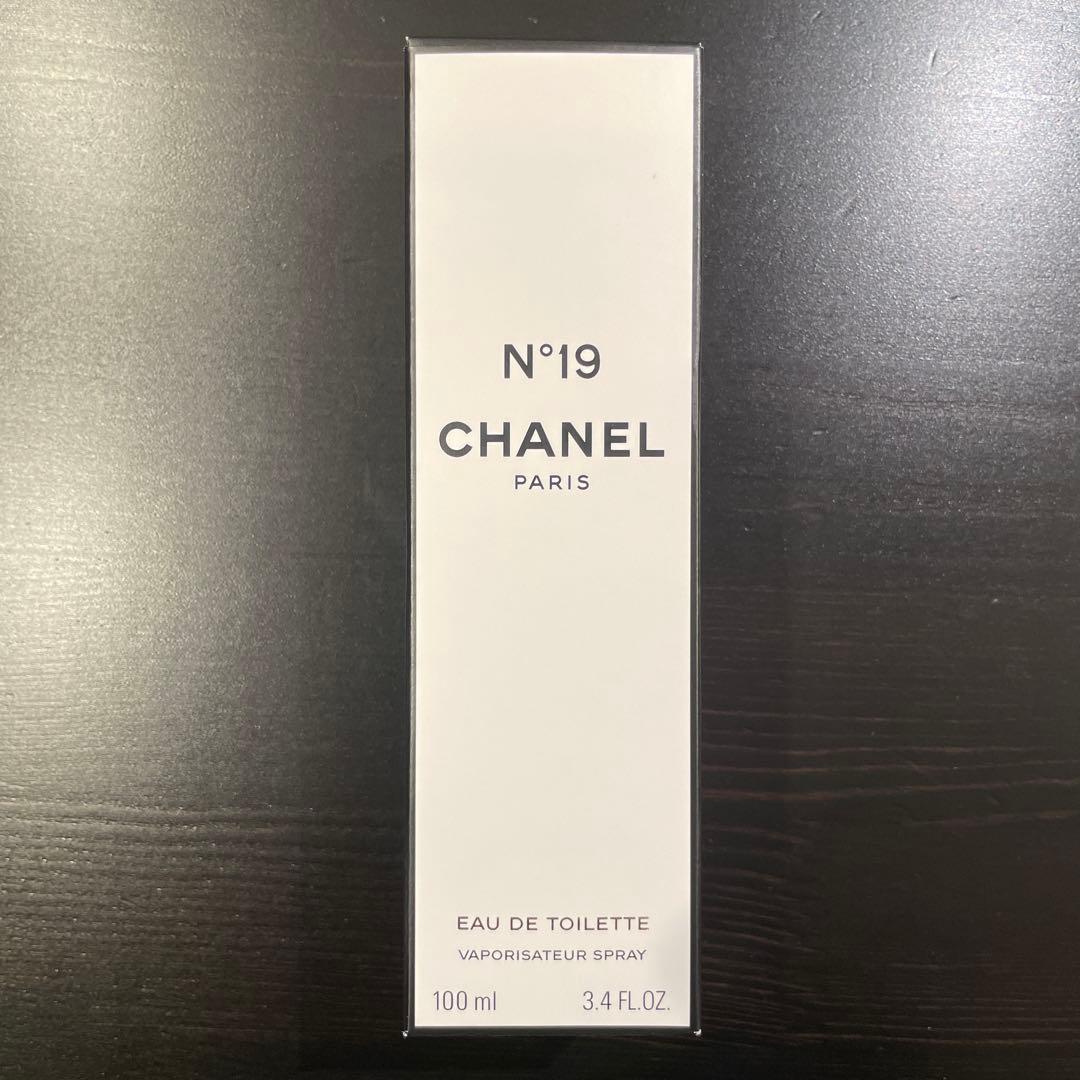 N°19
CHANEL
PARIS
EAU DE TOILETTE
VAPORISATEUR SPRAY
100 ml 3.4 FL.OZ.